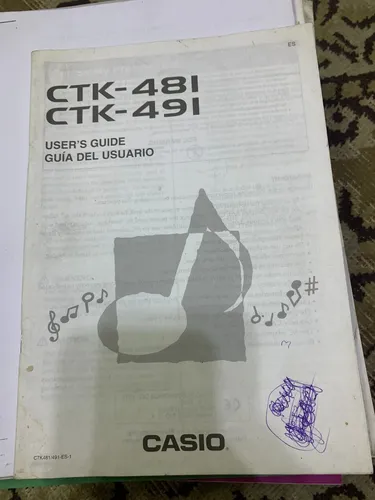 ES
CTK-481
CTK-491
USER'S GUIDE
GUÍA DEL USUARIO
CASIO
CTK481/491-ES-1